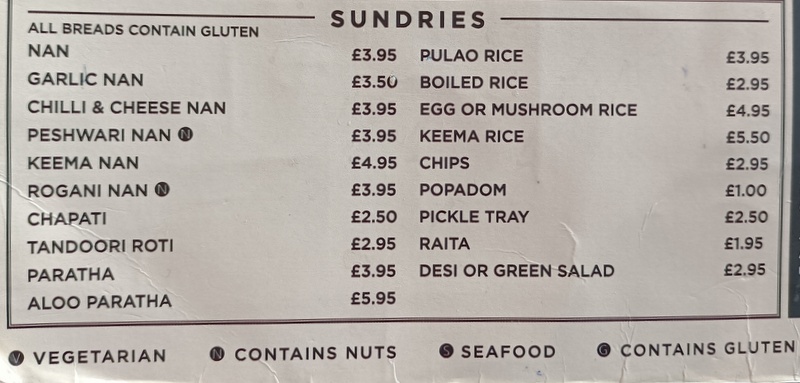 SUNDRIES
ALL BREADS CONTAIN GLUTEN
NAN £3.95
GARLIC NAN £3.50
CHILLI & CHEESE NAN £3.95
PESHWARI NAN N £3.95
KEEMA NAN £4.95
ROGANI NAN N £3.95
CHAPATI £2.50
TANDOORI ROTI £2.95
PARATHA £3.95
ALOO PARATHA £5.95
PULAO RICE £3.95
BOILED RICE £2.95
EGG OR MUSHROOM RICE £4.95
KEEMA RICE £5.50
CHIPS £2.95
POPADOM £1.00
PICKLE TRAY £2.50
RAITA £1.95
DESI OR GREEN SALAD £2.95
V VEGETARIAN N CONTAINS NUTS S SEAFOOD G CONTAINS GLUTEN